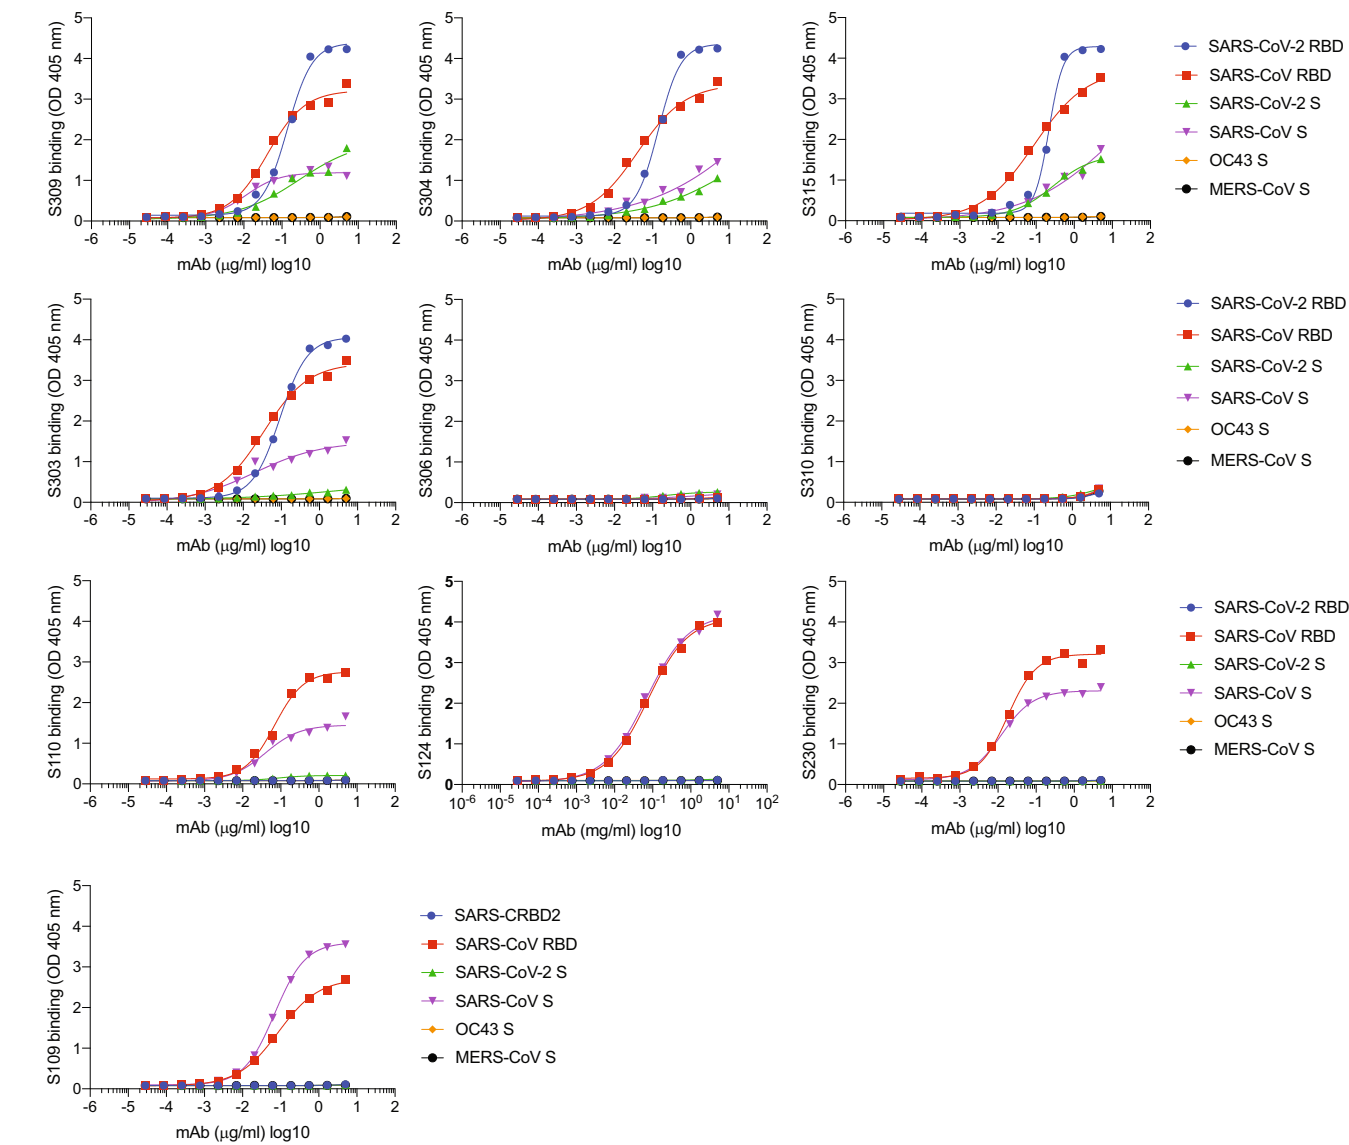 5
4
3
2
1
0
S309 binding (OD 405 nm)
-6 -5 -4 -3 -2 -1 0 1 2
mAb (µg/ml) log10
5
4
3
2
1
0
S304 binding (OD 405 nm)
-6 -5 -4 -3 -2 -1 0 1 2
mAb (µg/ml) log10
5
4
3
2
1
0
S315 binding (OD 405 nm)
-6 -5 -4 -3 -2 -1 0 1 2
mAb (µg/ml) log10
SARS-CoV-2 RBD
SARS-CoV RBD
SARS-CoV-2 S
SARS-CoV S
OC43 S
MERS-CoV S
5
4
3
2
1
0
S303 binding (OD 405 nm)
-6 -5 -4 -3 -2 -1 0 1 2
mAb (µg/ml) log10
5
4
3
2
1
0
S306 binding (OD 405 nm)
-6 -5 -4 -3 -2 -1 0 1 2
mAb (µg/ml) log10
5
4
3
2
1
0
S310 binding (OD 405 nm)
-6 -5 -4 -3 -2 -1 0 1 2
mAb (µg/ml) log10
SARS-CoV-2 RBD
SARS-CoV RBD
SARS-CoV-2 S
SARS-CoV S
OC43 S
MERS-CoV S
5
4
3
2
1
0
S110 binding (OD 405 nm)
-6 -5 -4 -3 -2 -1 0 1 2
mAb (µg/ml) log10
5
4
3
2
1
0
S124 binding (OD 405 nm)
10-6 10-5 10-4 10-3 10-2 10-1 100 101 102
mAb (mg/ml) log10
5
4
3
2
1
0
S230 binding (OD 405 nm)
-6 -5 -4 -3 -2 -1 0 1 2
mAb (µg/ml) log10
SARS-CoV-2 RBD
SARS-CoV RBD
SARS-CoV-2 S
SARS-CoV S
OC43 S
MERS-CoV S
5
4
3
2
1
0
S109 binding (OD 405 nm)
-6 -5 -4 -3 -2 -1 0 1 2
mAb (µg/ml) log10
SARS-CRBD2
SARS-CoV RBD
SARS-CoV-2 S
SARS-CoV S
OC43 S
MERS-CoV S